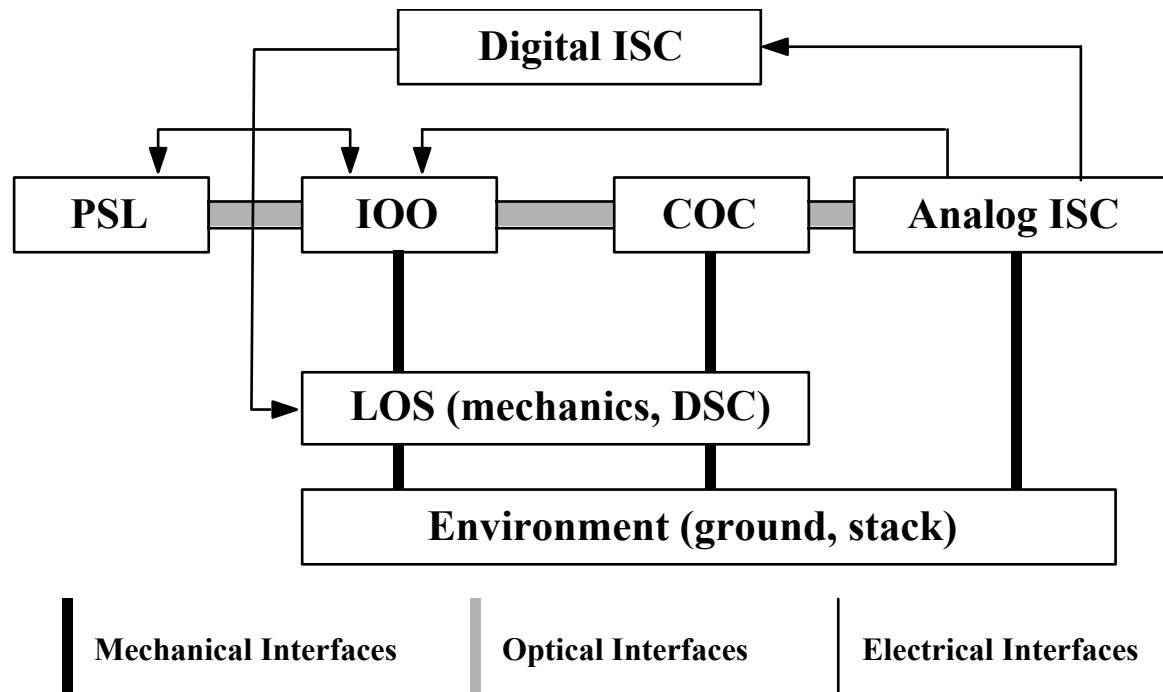 Digital ISC
PSL
IOO
COC
Analog ISC
LOS (mechanics, DSC)
Environment (ground, stack)
Mechanical Interfaces
Optical Interfaces
Electrical Interfaces